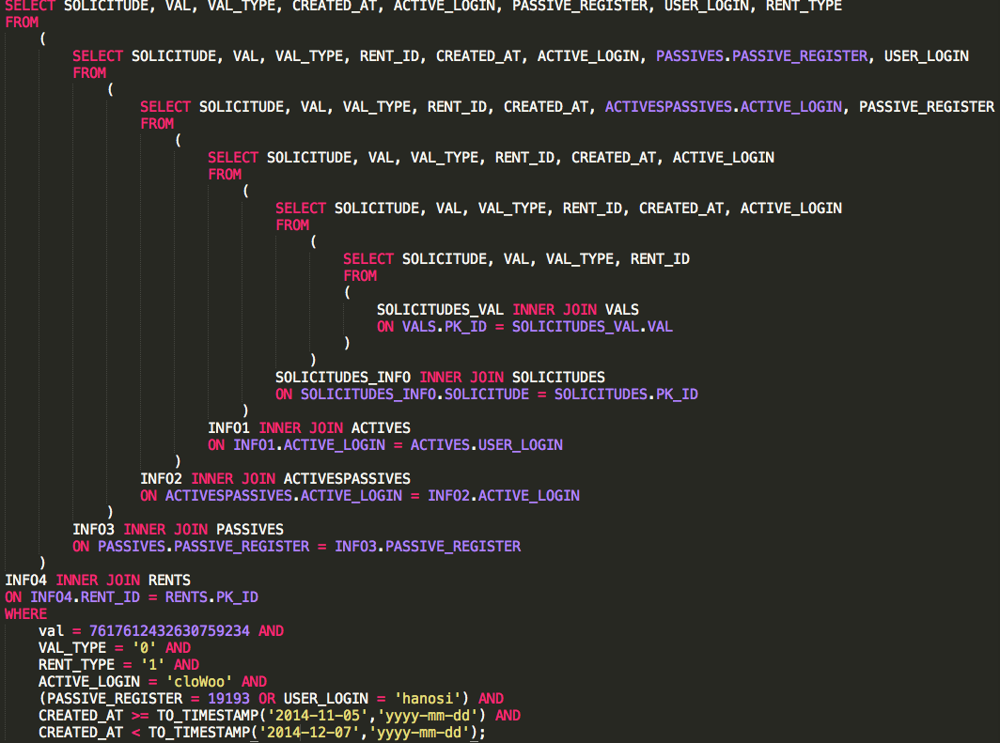 SELECT SOLICITUDE, VAL, VAL_TYPE, CREATED_AT, ACTIVE_LOGIN, PASSIVE_REGISTER, USER_LOGIN, RENT_TYPE
FROM
(
SELECT SOLICITUDE, VAL, VAL_TYPE, RENT_ID, CREATED_AT, ACTIVE_LOGIN, PASSIVES.PASSIVE_REGISTER, USER_LOGIN
FROM
(
SELECT SOLICITUDE, VAL, VAL_TYPE, RENT_ID, CREATED_AT, ACTIVESPASSIVES.ACTIVE_LOGIN, PASSIVE_REGISTER
FROM
(
SELECT SOLICITUDE, VAL, VAL_TYPE, RENT_ID, CREATED_AT, ACTIVE_LOGIN
FROM
(
SELECT SOLICITUDE, VAL, VAL_TYPE, RENT_ID, CREATED_AT, ACTIVE_LOGIN
FROM
(
SELECT SOLICITUDE, VAL, VAL_TYPE, RENT_ID
FROM
(
SOLICITUDES_VAL INNER JOIN VALS
ON VALS.PK_ID = SOLICITUDES_VAL.VAL
)
)
SOLICITUDES_INFO INNER JOIN SOLICITUDES
ON SOLICITUDES_INFO.SOLICITUDE = SOLICITUDES.PK_ID
)
INFO1 INNER JOIN ACTIVES
ON INFO1.ACTIVE_LOGIN = ACTIVES.USER_LOGIN
)
INFO2 INNER JOIN ACTIVESPASSIVES
ON ACTIVESPASSIVES.ACTIVE_LOGIN = INFO2.ACTIVE_LOGIN
)
INFO3 INNER JOIN PASSIVES
ON PASSIVES.PASSIVE_REGISTER = INFO3.PASSIVE_REGISTER
)
INFO4 INNER JOIN RENTS
ON INFO4.RENT_ID = RENTS.PK_ID
WHERE
val = 7617612432630759234 AND
VAL_TYPE = '0' AND
RENT_TYPE = '1' AND
ACTIVE_LOGIN = 'cloWoo' AND
(PASSIVE_REGISTER = 19193 OR USER_LOGIN = 'hanosi') AND
CREATED_AT >= TO_TIMESTAMP('2014-11-05','yyyy-mm-dd') AND
CREATED_AT < TO_TIMESTAMP('2014-12-07','yyyy-mm-dd');